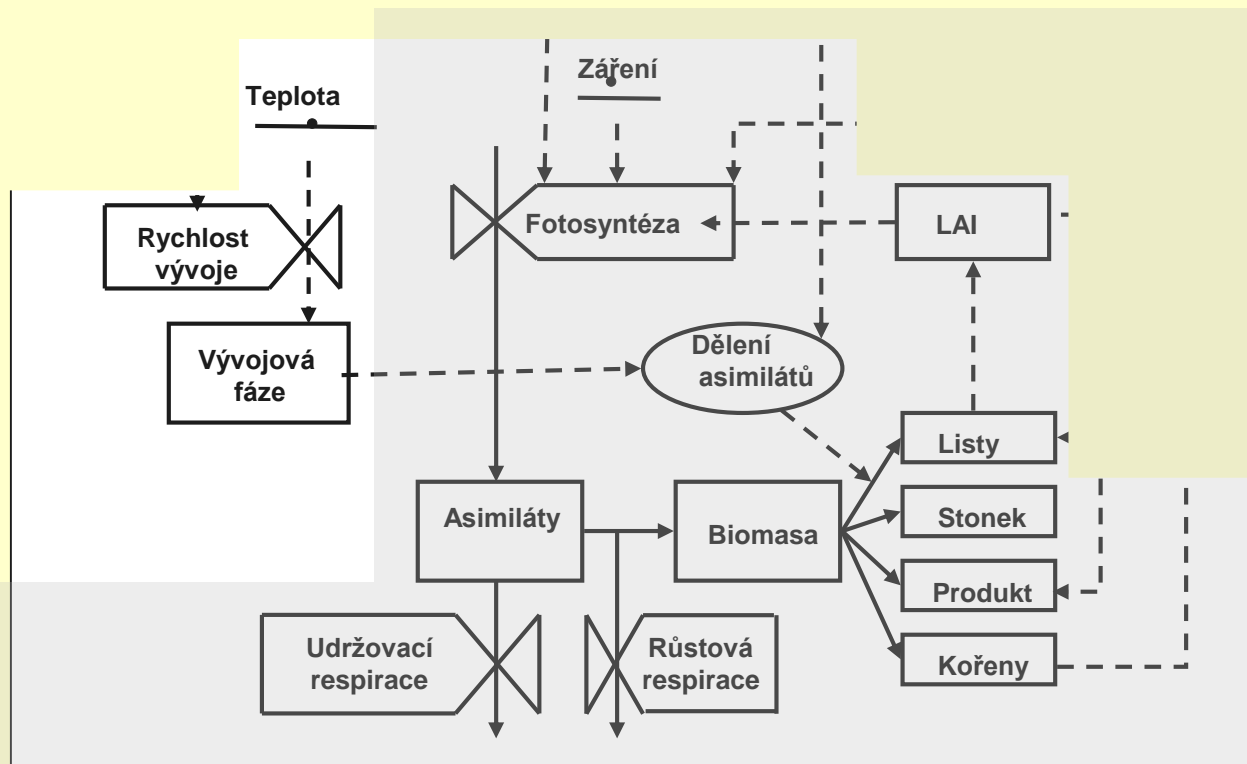 Záření
Teplota
Rychlost
vývoje
Fotosyntéza
LAI
Vývojová
fáze
Dělení
asimilátů
Listy
Asimiláty
Biomasa
Stonek
Produkt
Udržovací
respirace
Růstová
respirace
Kořeny